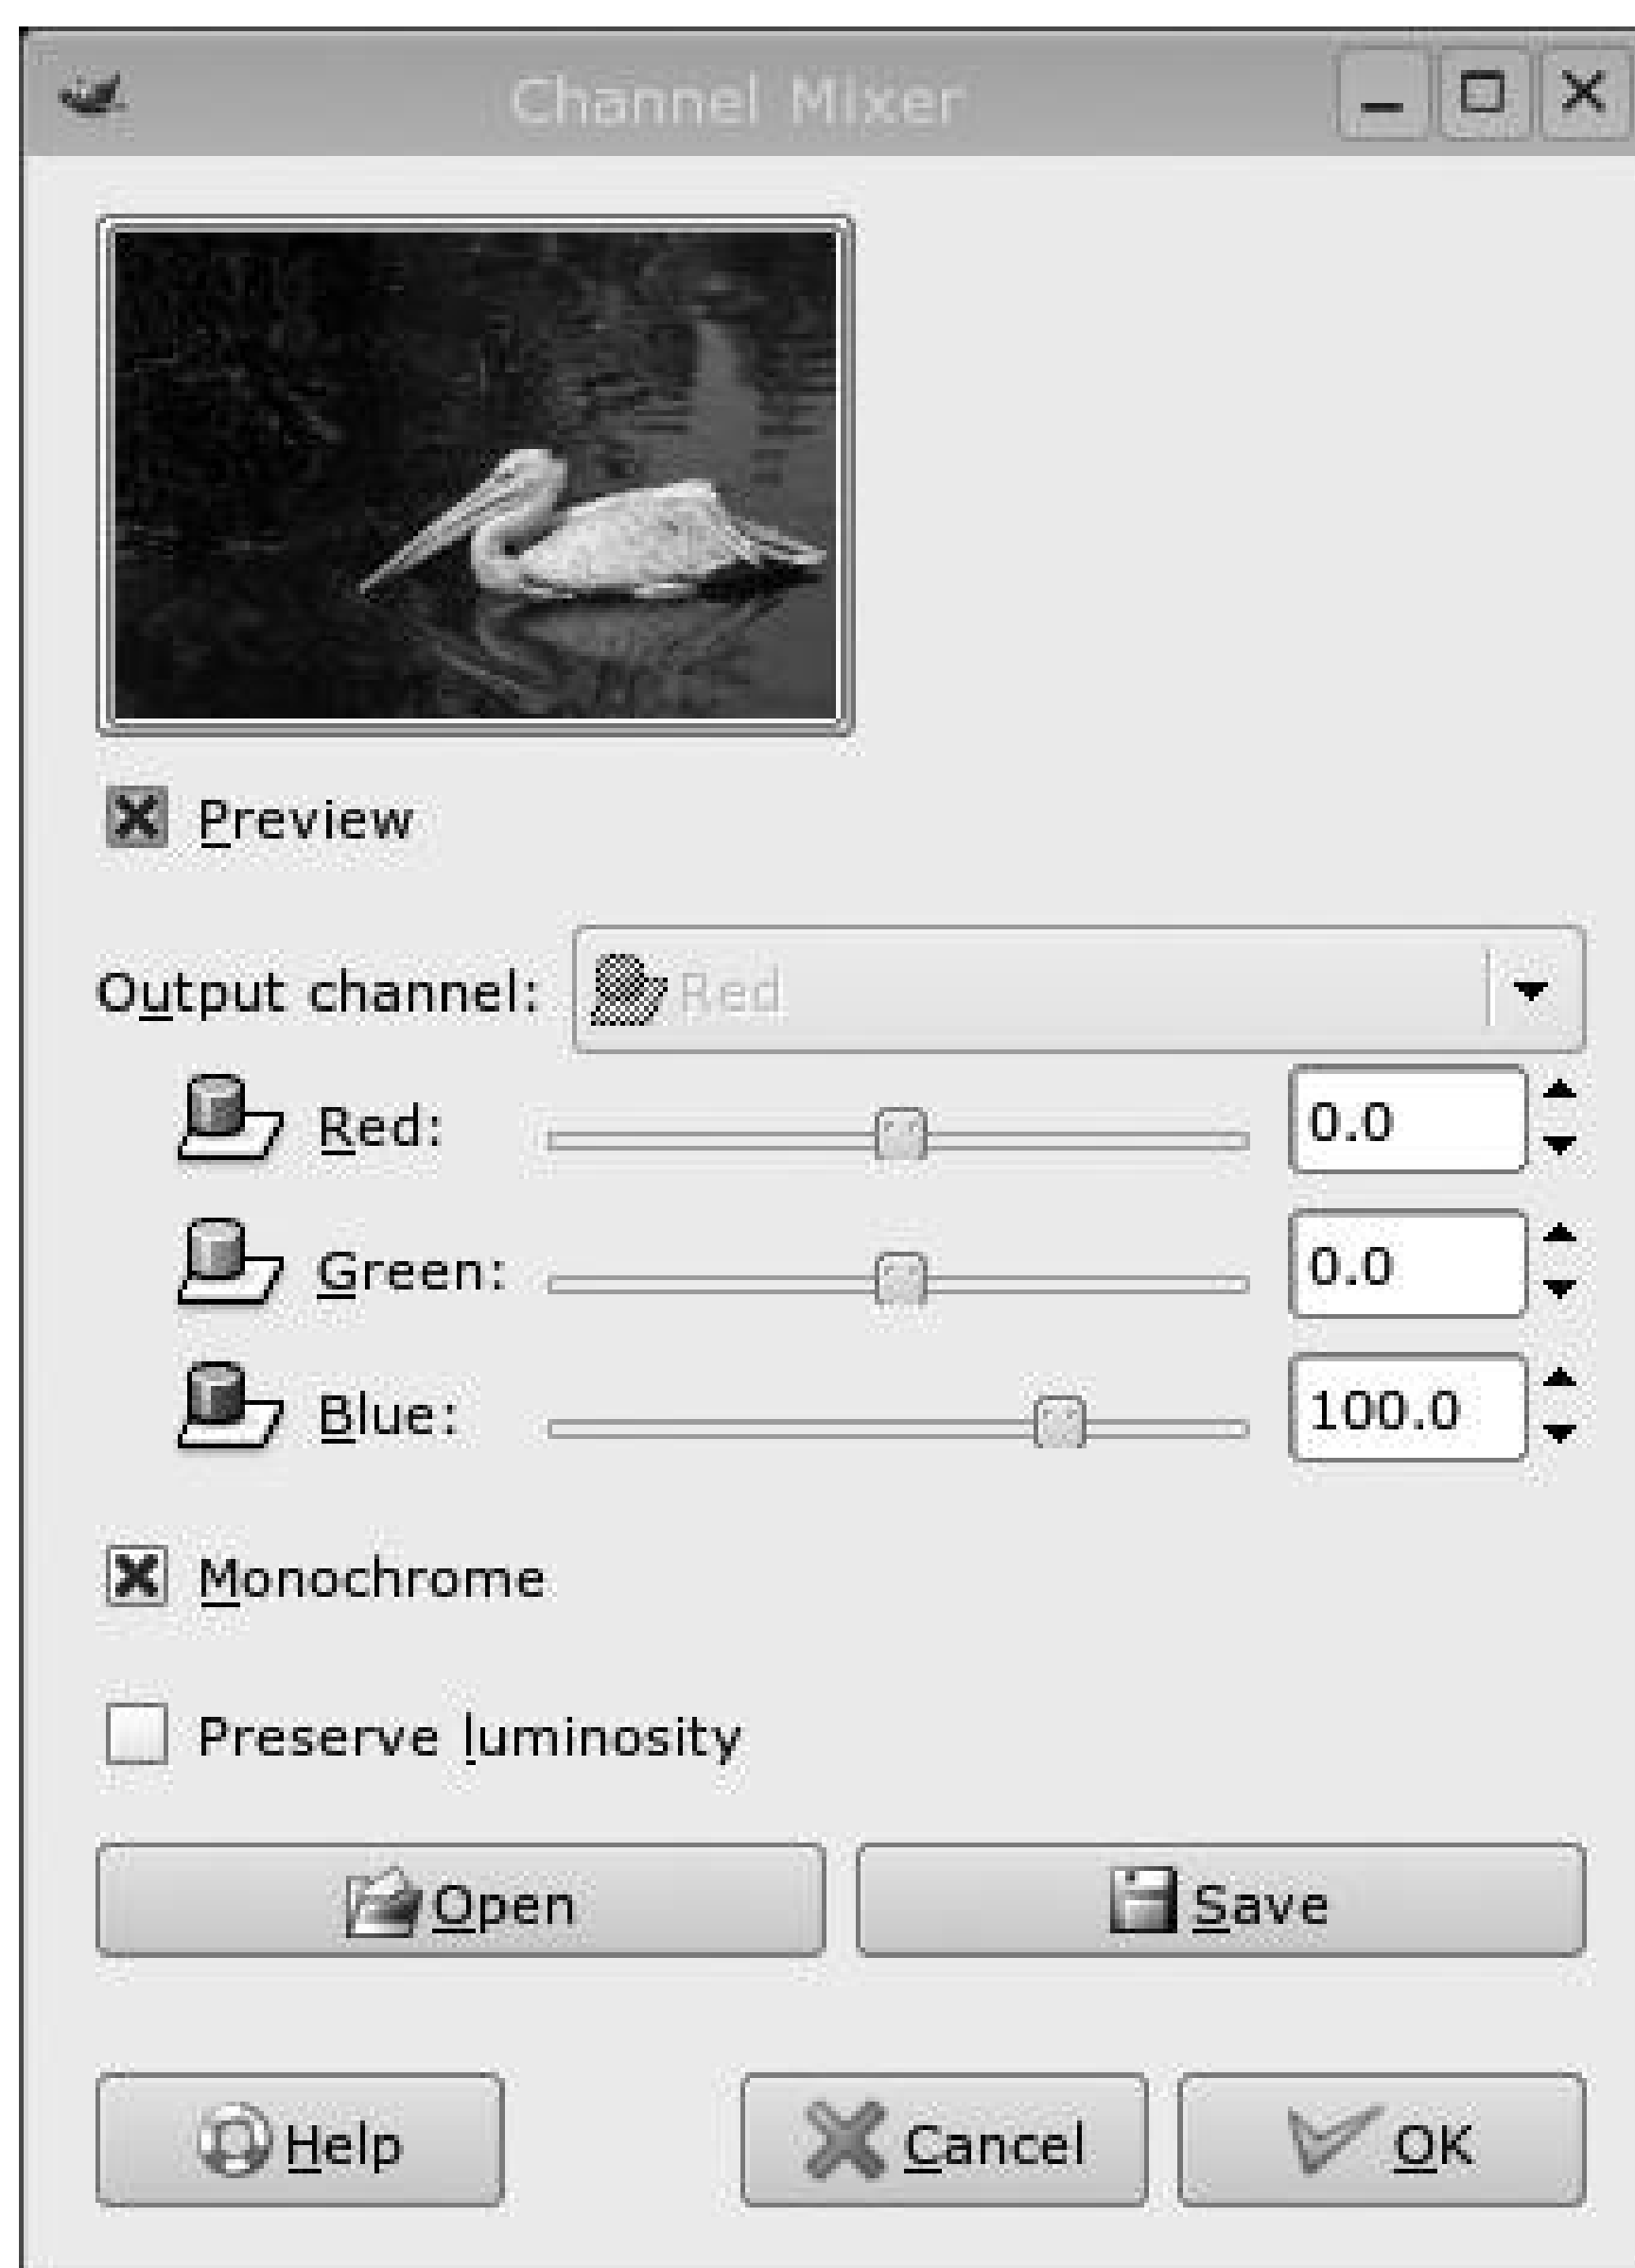 Channel Mixer
Preview
Output channel: Red
Red: 0.0
Green: 0.0
Blue: 100.0
Monochrome
Preserve luminosity
Open Save
Help Cancel OK